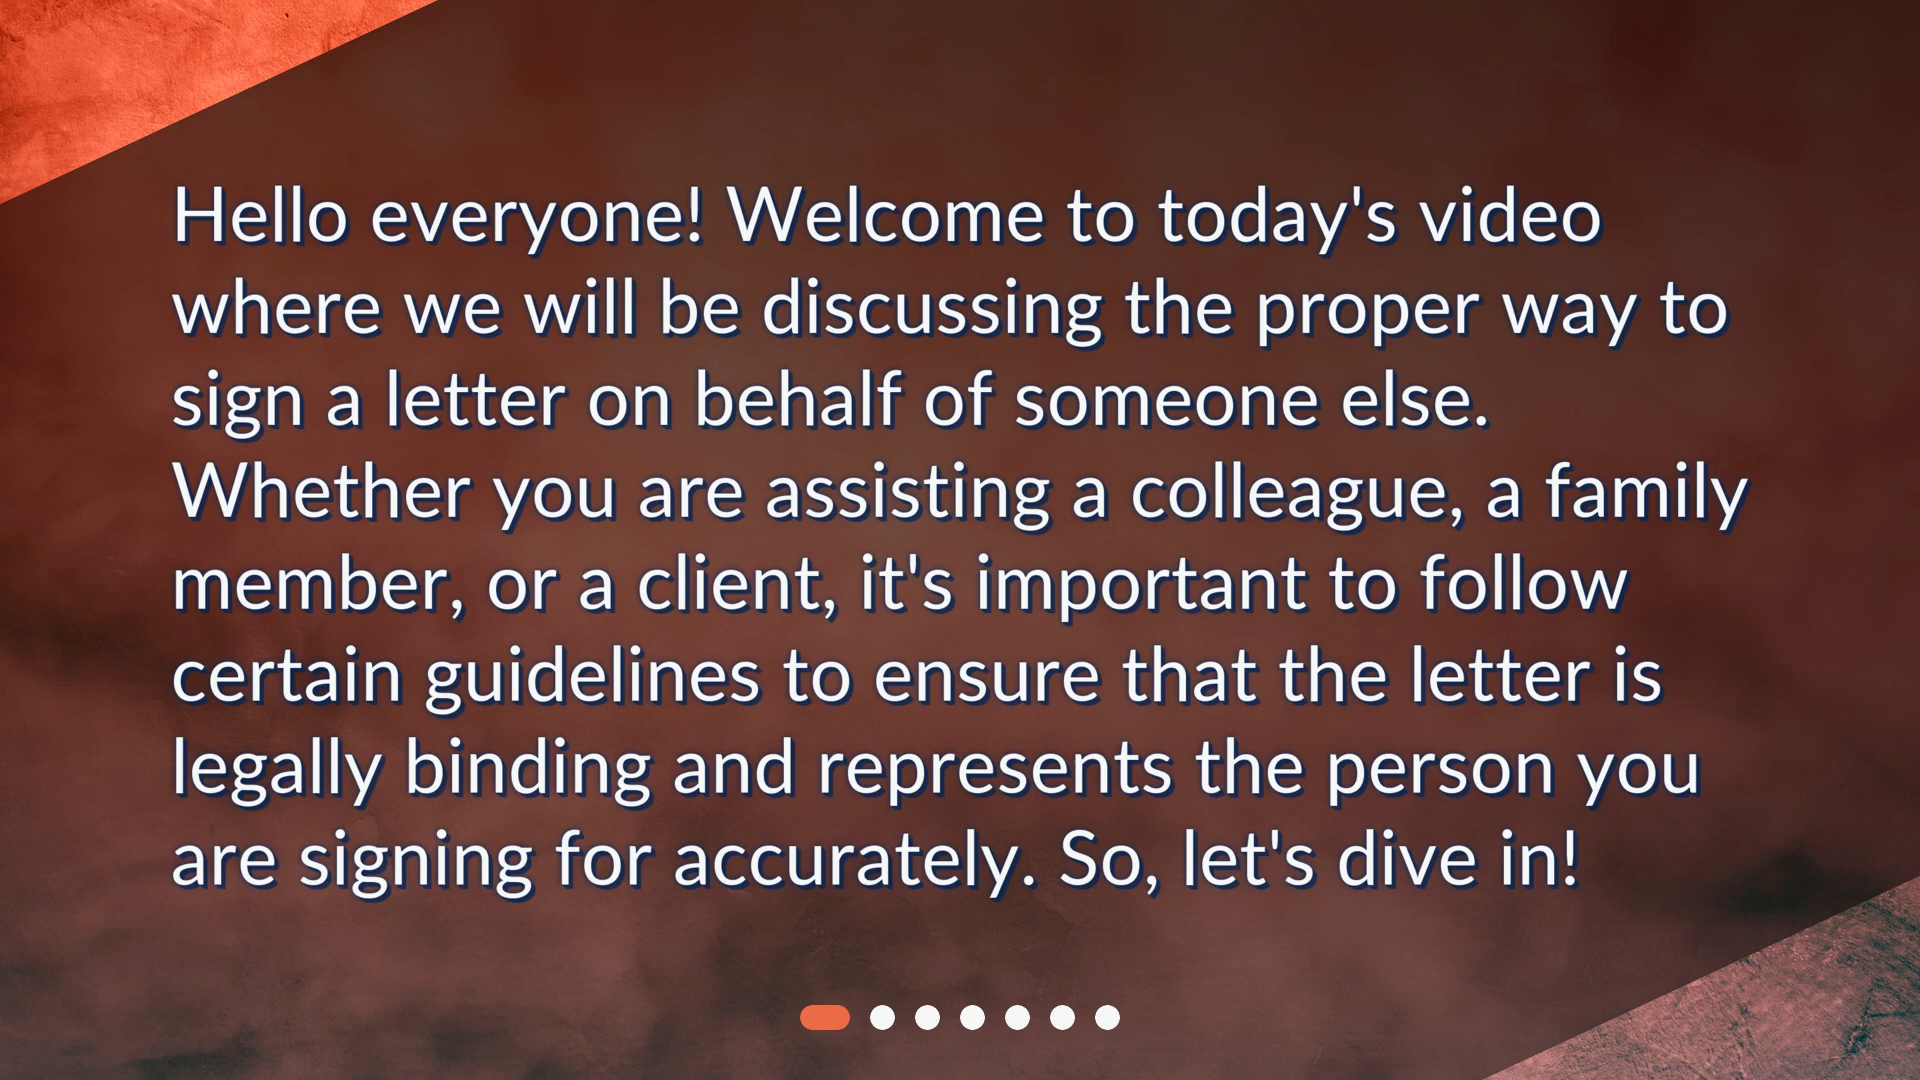 Hello everyone! Welcome to today's video
where we will be discussing the proper way to
sign a letter on behalf of someone else.
Whether you are assisting a colleague, a family
member, or a client, it's important to follow
certain guidelines to ensure that the letter is
legally binding and represents the person you
are signing for accurately. So, let's dive in!